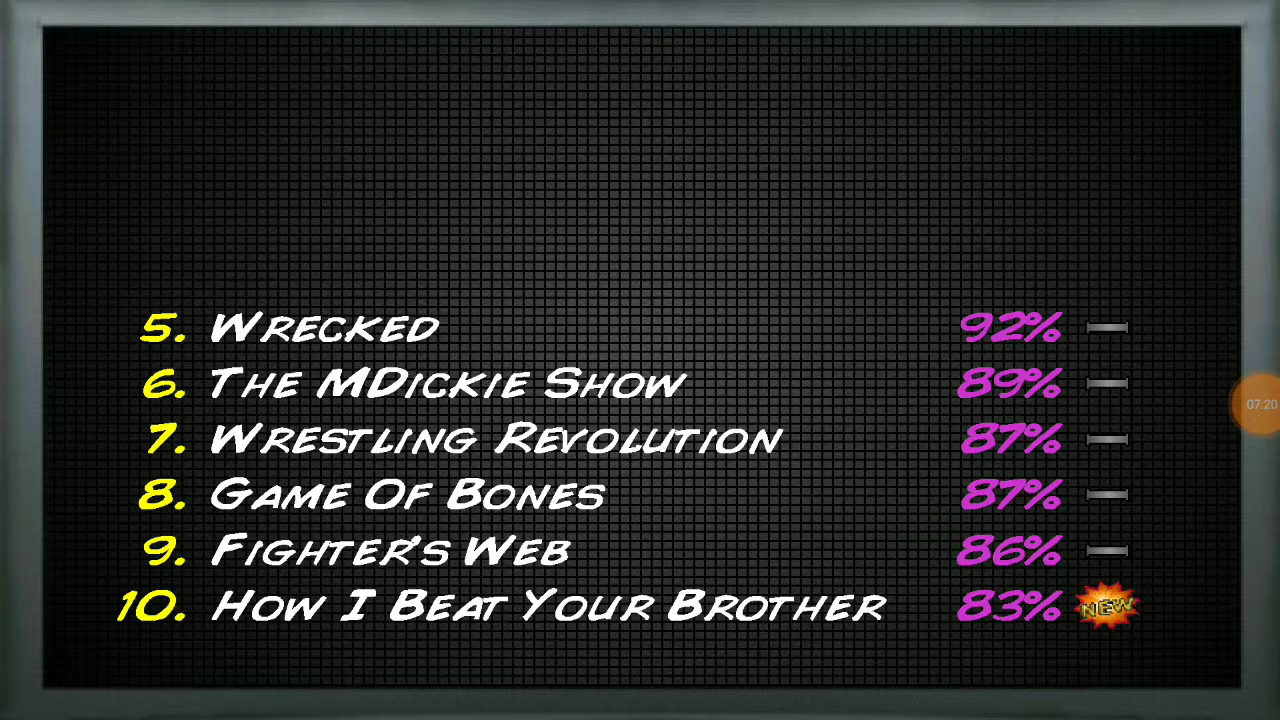 5. WRECKED 92%
6. THE MDICKIE SHOW 89%
7. WRESTLING REVOLUTION 87%
8. GAME OF BONES 87%
9. FIGHTER'S WEB 86%
10. HOW I BEAT YOUR BROTHER 83% NEW
07:20